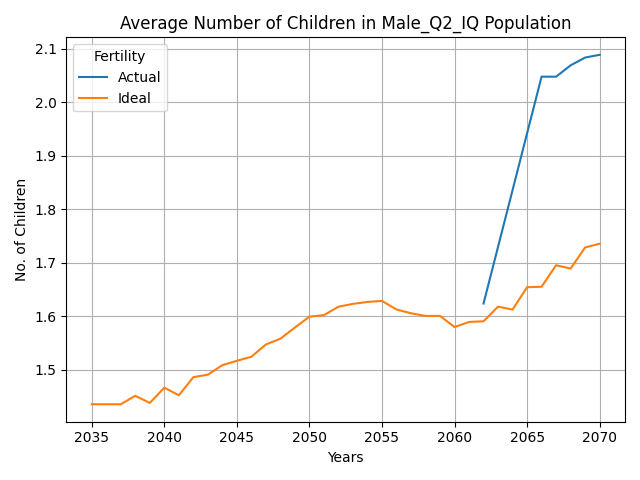 Average Number of Children in Male_Q2_IQ Population
Fertility
Actual
Ideal
2.1
2.0
1.9
1.8
1.7
1.6
1.5
No. of Children
2035 2040 2045 2050 2055 2060 2065 2070
Years